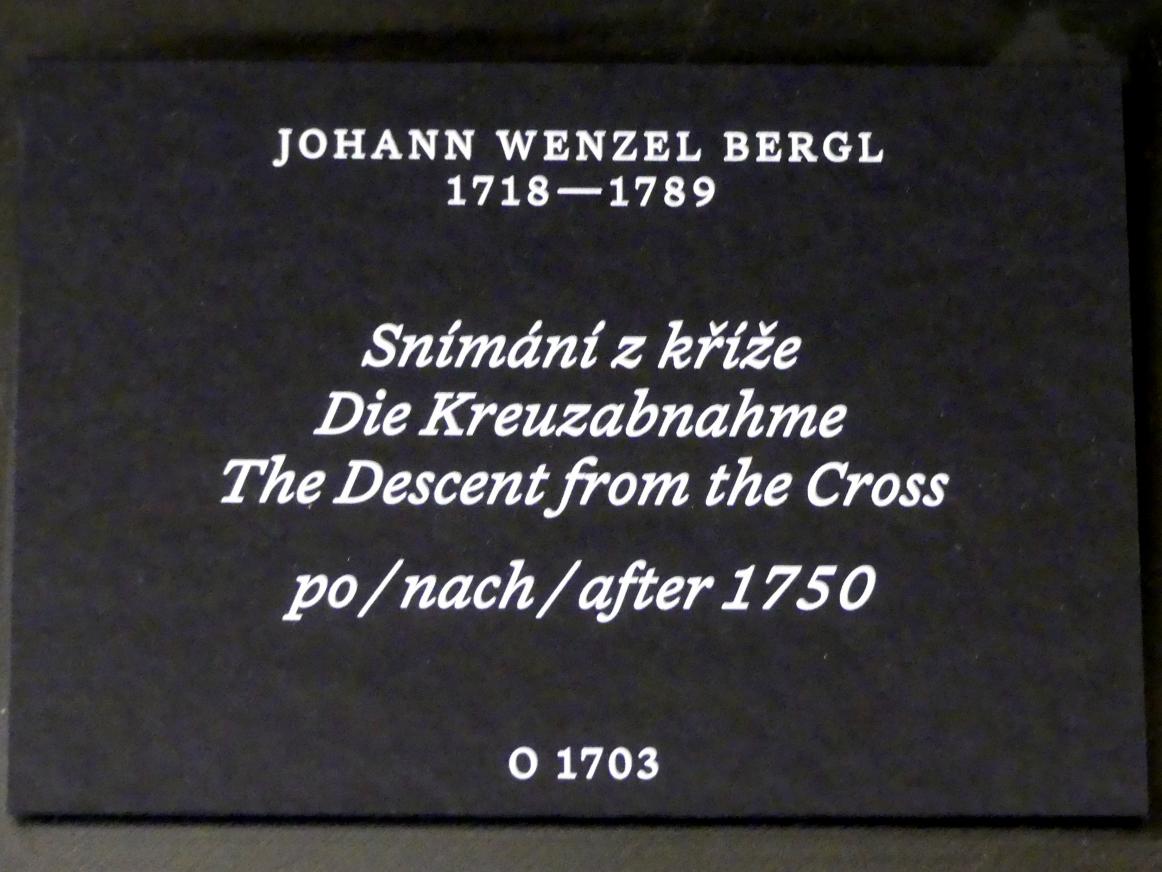 JOHANN WENZEL BERGL
1718—1789
Snímání z kříže
Die Kreuzabnahme
The Descent from the Cross
po/nach/after 1750
O 1703